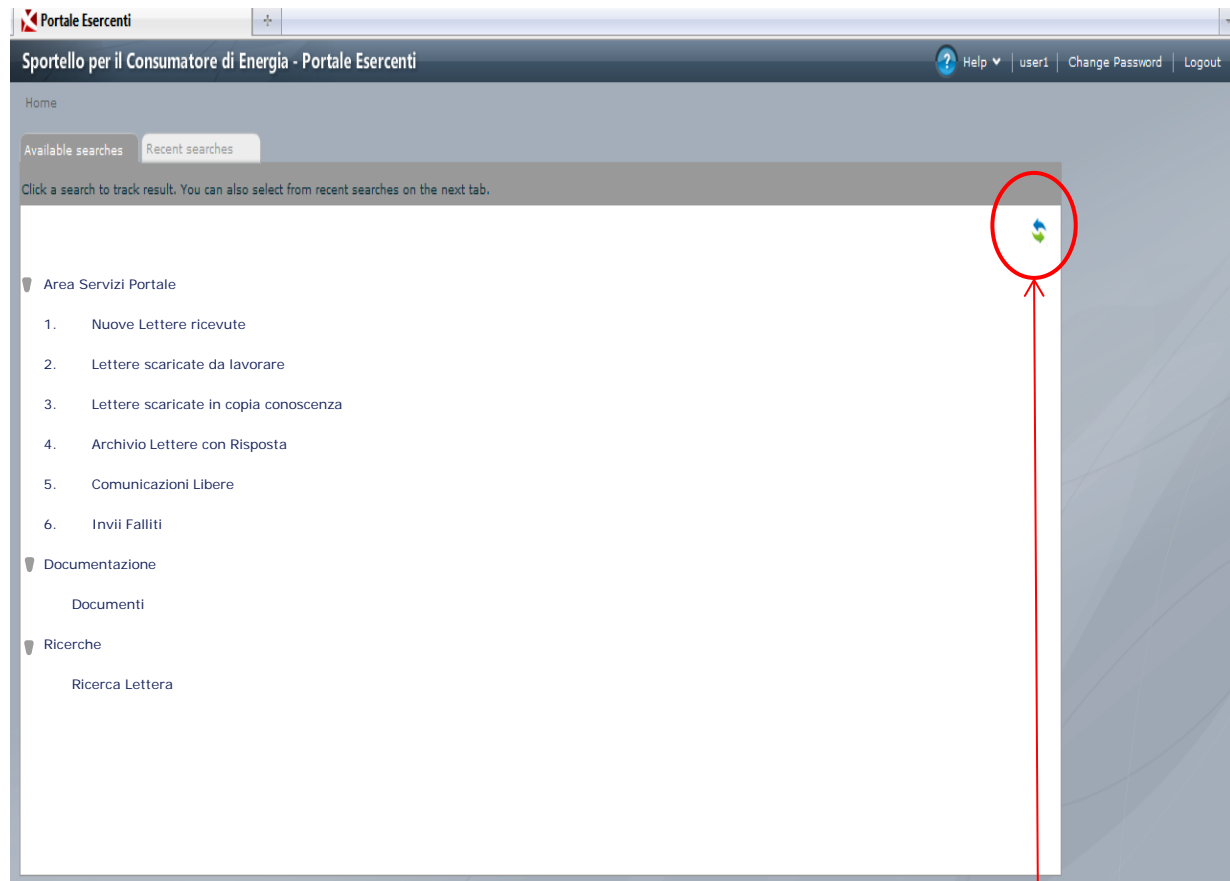 Portale Esercenti
Sportello per il Consumatore di Energia - Portale Esercenti
Help user1 Change Password Logout
Home
Available searches Recent searches
Click a search to track result. You can also select from recent searches on the next tab.
Area Servizi Portale
1. Nuove Lettere ricevute
2. Lettere scaricate da lavorare
3. Lettere scaricate in copia conoscenza
4. Archivio Lettere con Risposta
5. Comunicazioni Libere
6. Invii Falliti
Documentazione
Documenti
Ricerche
Ricerca Lettera